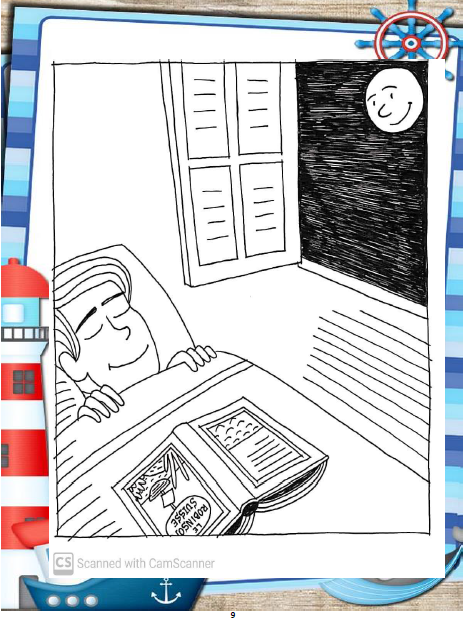 LE
ROBINSON
SUISSE
CS Scanned with CamScanner
9